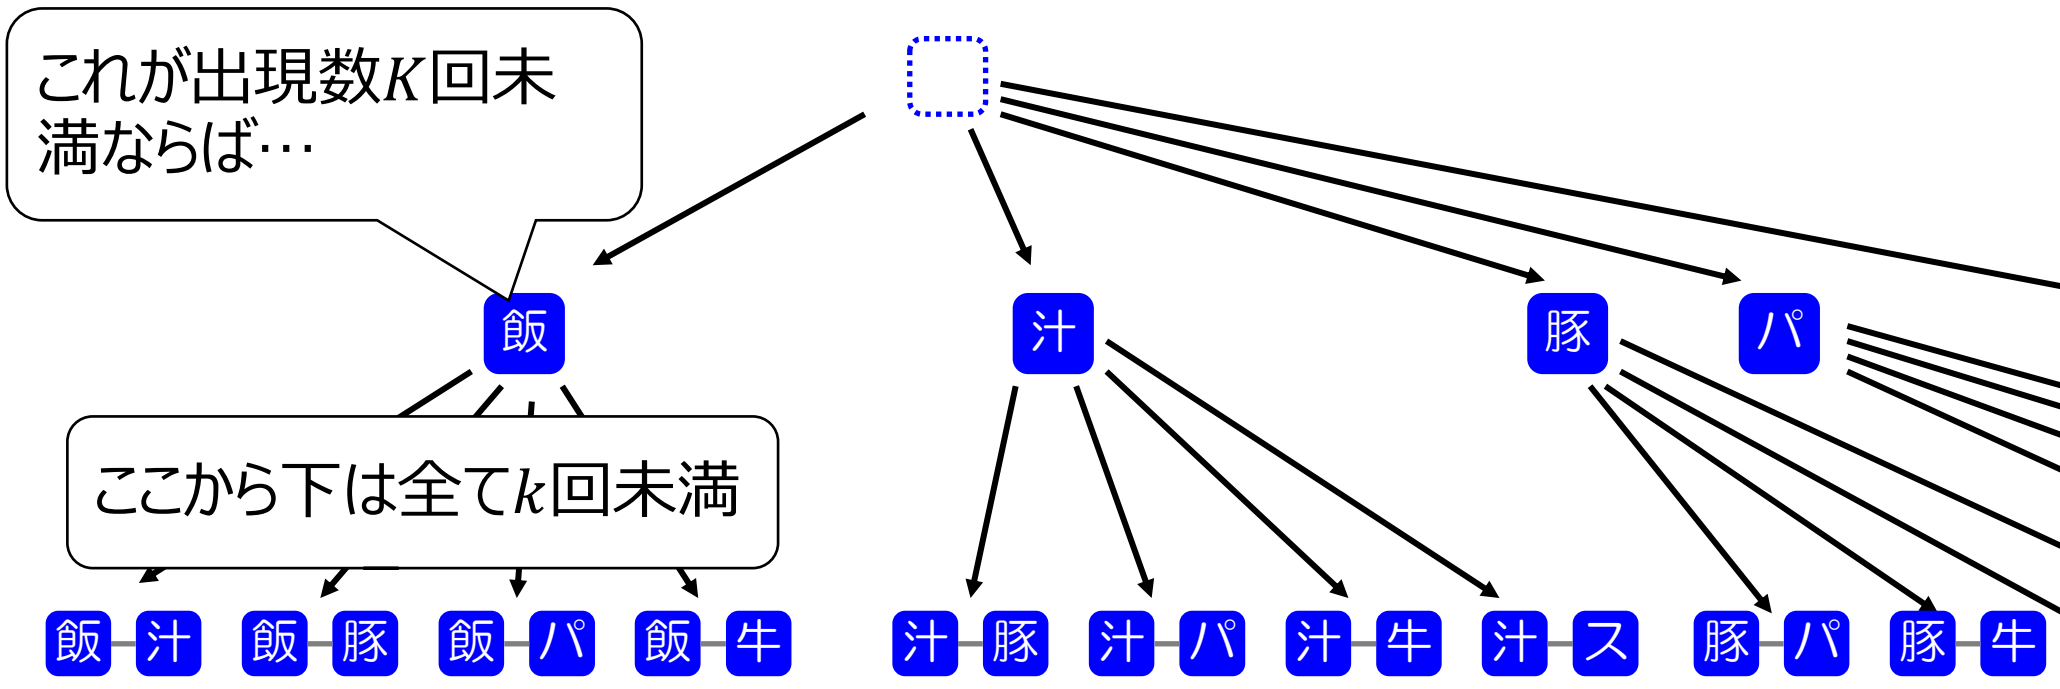 これが出現数K回未
満ならば…
飯 汁 豚 パ
ここから下は全てk回未満
飯 汁 飯 豚 飯 パ 飯 牛 汁 豚 汁 パ 汁 牛 汁 ス 豚 パ 豚 牛